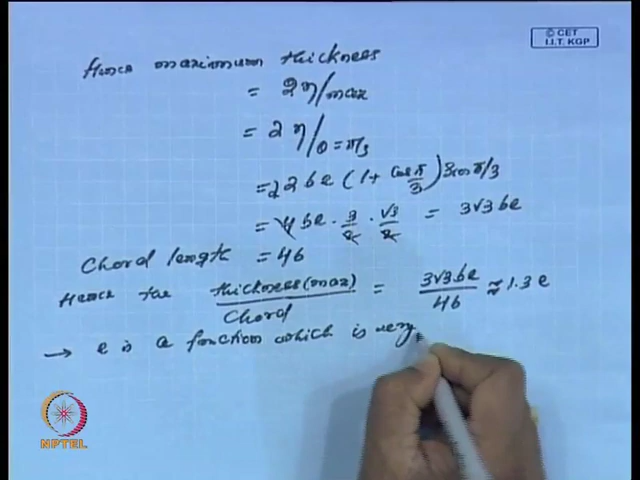 © CET
I.I.T. KGP
Hence maximum thickness
= 2η/max
= 2η/θ=π/3
= 2 2be (1 + cos π/3) sin π/3
= 4 be · 3/2 · √3/2 = 3√3 be
Chord length = 4b
Hence the thickness(max)/Chord = 3√3 be/4b ≈ 1.3 e
→ e is a function which is very
NPTEL